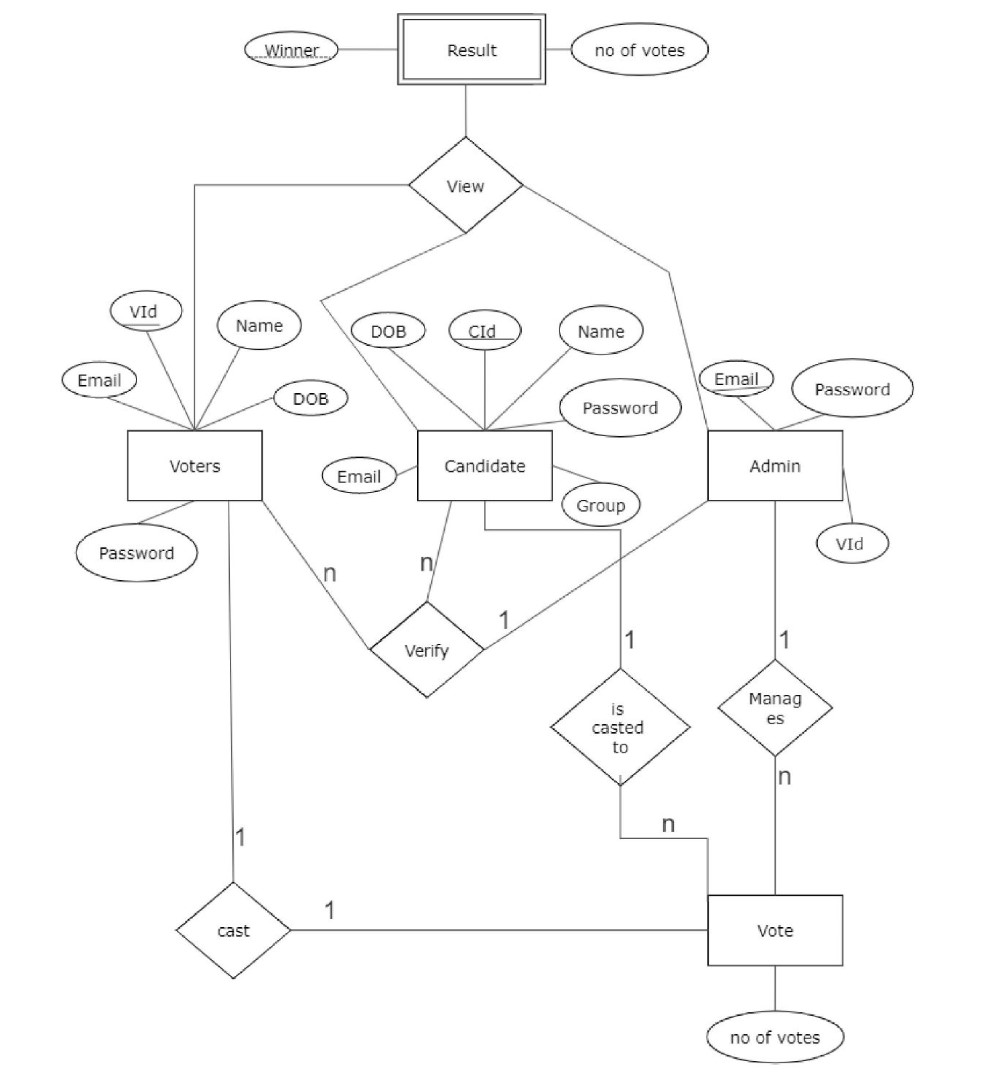 Winner
Result
no of votes
View
VId
Name
DOB
CId
Name
Email
DOB
Password
Email
Password
Voters
Email
Candidate
Group
Admin
Password
VId
n
n
1
Verify
1
1
is
casted
to
Manag
es
n
n
1
1
cast
Vote
no of votes